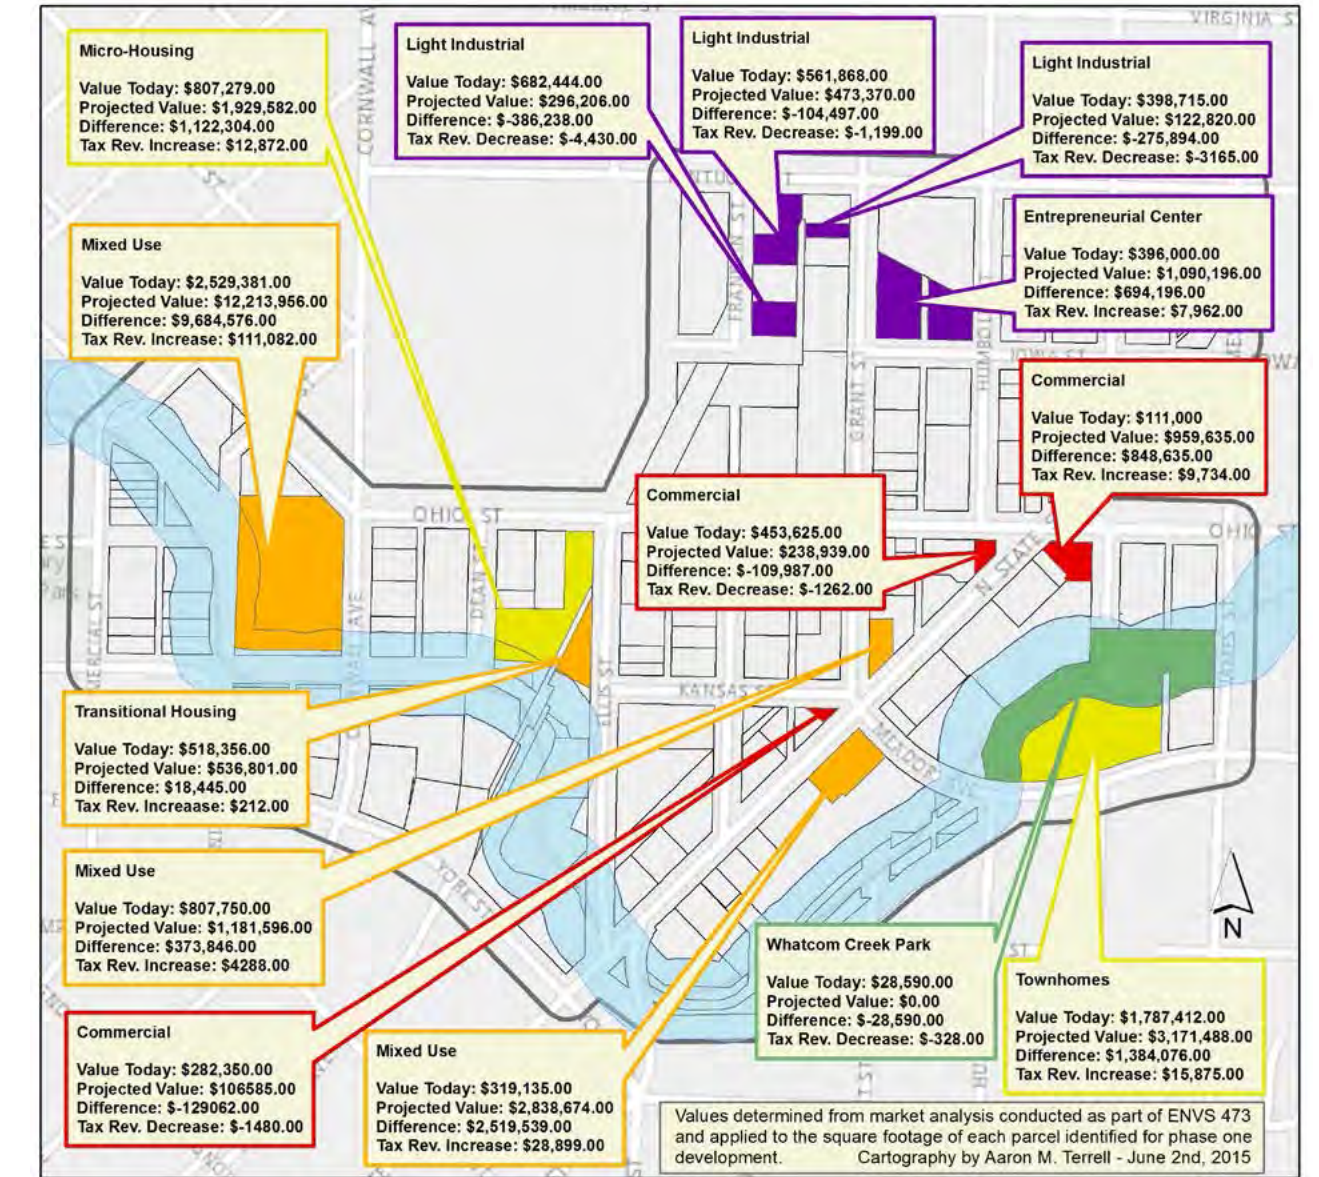 VIRGINIA S
CORNWALL AV
ST
Micro-Housing
Value Today: $807,279.00
Projected Value: $1,929,582.00
Difference: $1,122,304.00
Tax Rev. Increase: $12,872.00
Light Industrial
Value Today: $682,444.00
Projected Value: $296,206.00
Difference: $-386,238.00
Tax Rev. Decrease: $-4,430.00
Light Industrial
Value Today: $561,868.00
Projected Value: $473,370.00
Difference: $-104,497.00
Tax Rev. Decrease: $-1,199.00
Light Industrial
Value Today: $398,715.00
Projected Value: $122,820.00
Difference: $-275,894.00
Tax Rev. Decrease: $-3165.00
Mixed Use
Value Today: $2,529,381.00
Projected Value: $12,213,956.00
Difference: $9,684,576.00
Tax Rev. Increase: $111,082.00
Entrepreneurial Center
Value Today: $396,000.00
Projected Value: $1,090,196.00
Difference: $694,196.00
Tax Rev. Increase: $7,962.00
GRANT ST
IOWA ST
Commercial
Value Today: $111,000
Projected Value: $959,635.00
Difference: $848,635.00
Tax Rev. Increase: $9,734.00
Commercial
Value Today: $453,625.00
Projected Value: $238,939.00
Difference: $-109,987.00
Tax Rev. Decrease: $-1262.00
OHIO ST
OHIO
DEAN ST
N STATE
MERCIAL ST
ELLIS ST
KANSAS ST
JAMES ST
MEADOR AVE
Transitional Housing
Value Today: $518,356.00
Projected Value: $536,801.00
Difference: $18,445.00
Tax Rev. Increaase: $212.00
Mixed Use
Value Today: $807,750.00
Projected Value: $1,181,596.00
Difference: $373,846.00
Tax Rev. Increase: $4288.00
YORK ST
N
Whatcom Creek Park
Value Today: $28,590.00
Projected Value: $0.00
Difference: $-28,590.00
Tax Rev. Decrease: $-328.00
ST
Townhomes
Value Today: $1,787,412.00
Projected Value: $3,171,488.00
Difference: $1,384,076.00
Tax Rev. Increase: $15,875.00
Commercial
Value Today: $282,350.00
Projected Value: $106585.00
Difference: $-129062.00
Tax Rev. Decrease: $-1480.00
Mixed Use
Value Today: $319,135.00
Projected Value: $2,838,674.00
Difference: $2,519,539.00
Tax Rev. Increase: $28,899.00
Values determined from market analysis conducted as part of ENVS 473
and applied to the square footage of each parcel identified for phase one
development. Cartography by Aaron M. Terrell - June 2nd, 2015